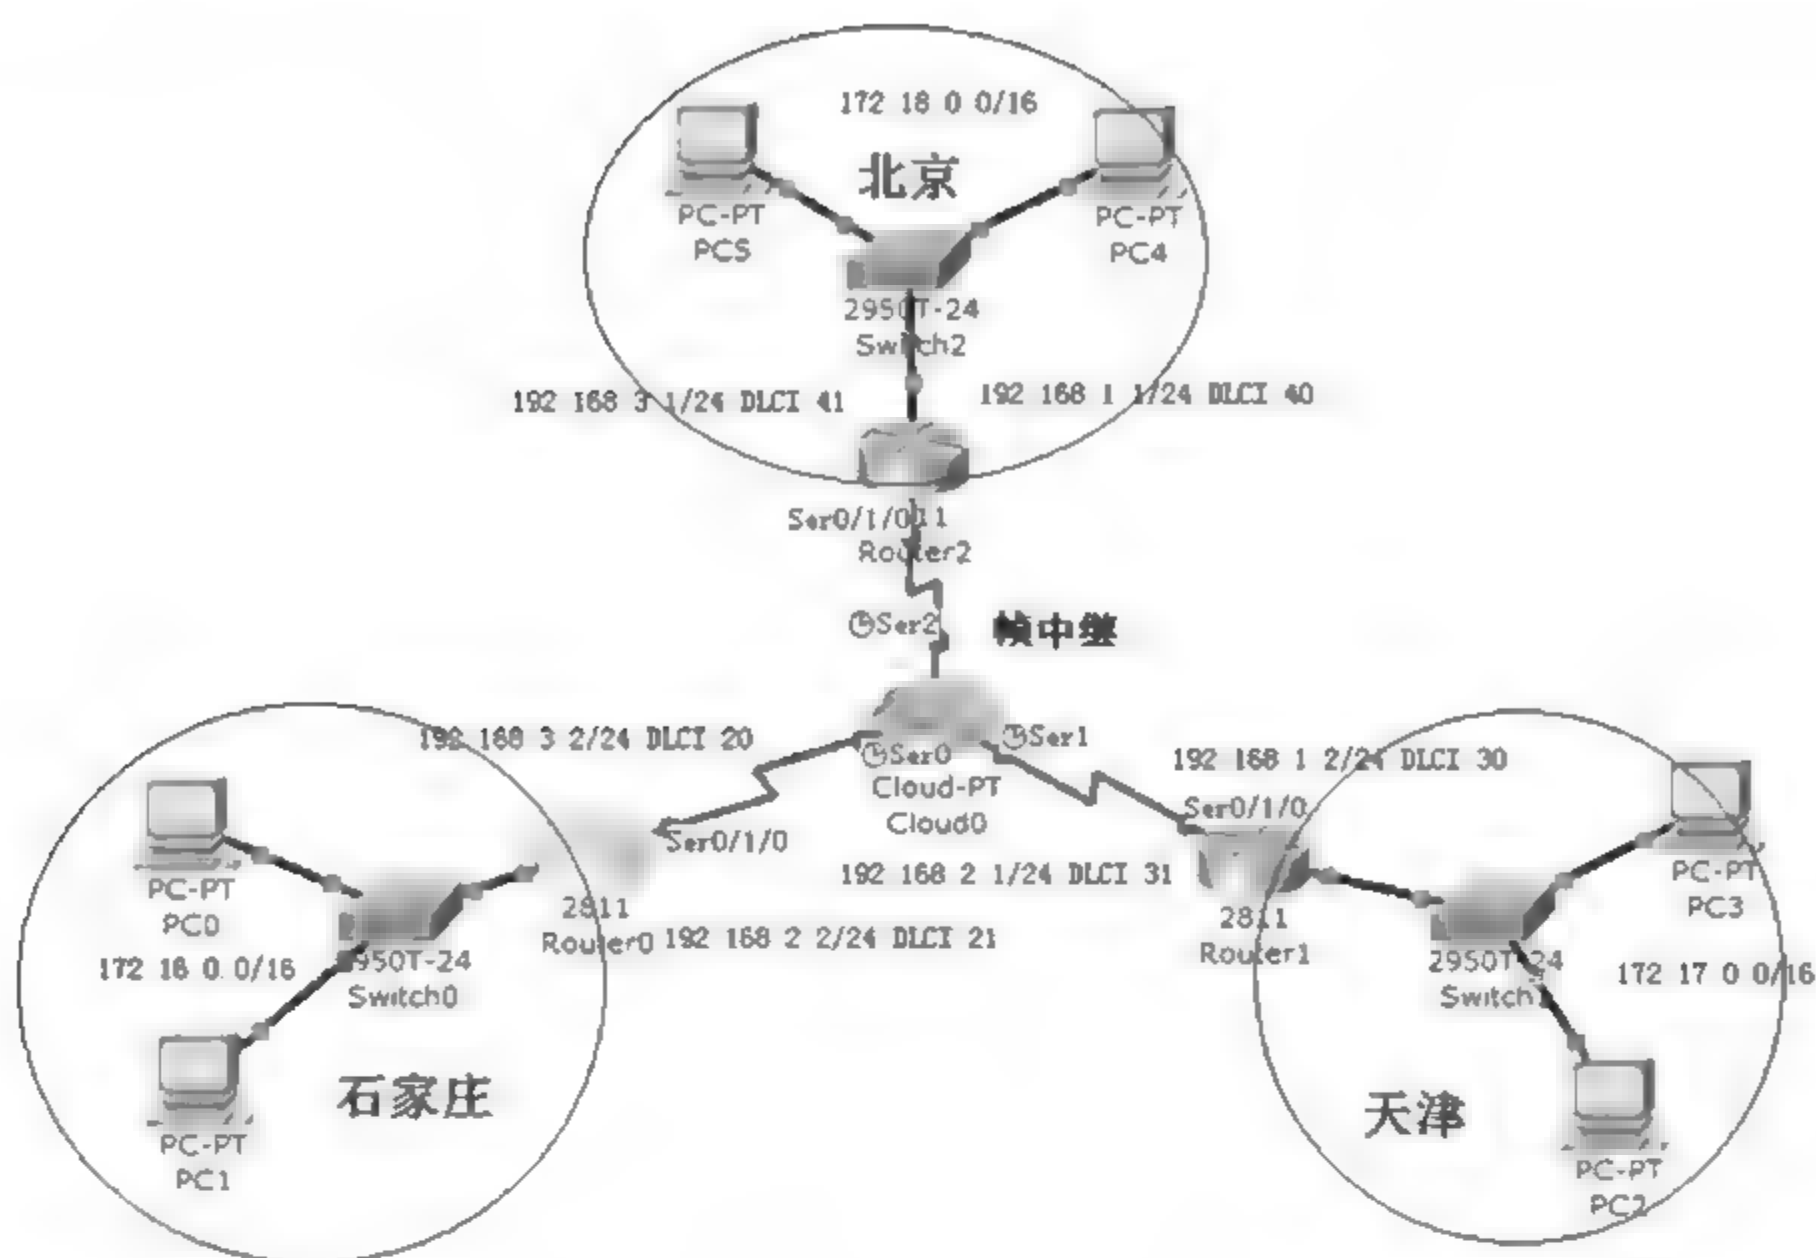 172 18 0 0/16
北京
PC-PT
PC5
PC-PT
PC4
2950T-24
Switch2
192 168 3 1/24 DLCI 41
192 168 1 1/24 DLCI 40
Ser0/1/0
11
Router2
Ser2
帧中继
192 168 3 2/24 DLCI 20
Ser0
Ser1
Cloud-PT
Cloud0
192 168 1 2/24 DLCI 30
Ser0/1/0
Ser0/1/0
192 168 2 1/24 DLCI 31
PC-PT
PC0
2811
Router0
192 168 2 2/24 DLCI 21
2811
Router1
PC-PT
PC3
172 16 0 0/16
950T-24
Switch0
2950T-24
Switch1
172 17 0 0/16
石家庄
天津
PC-PT
PC1
PC-PT
PC2